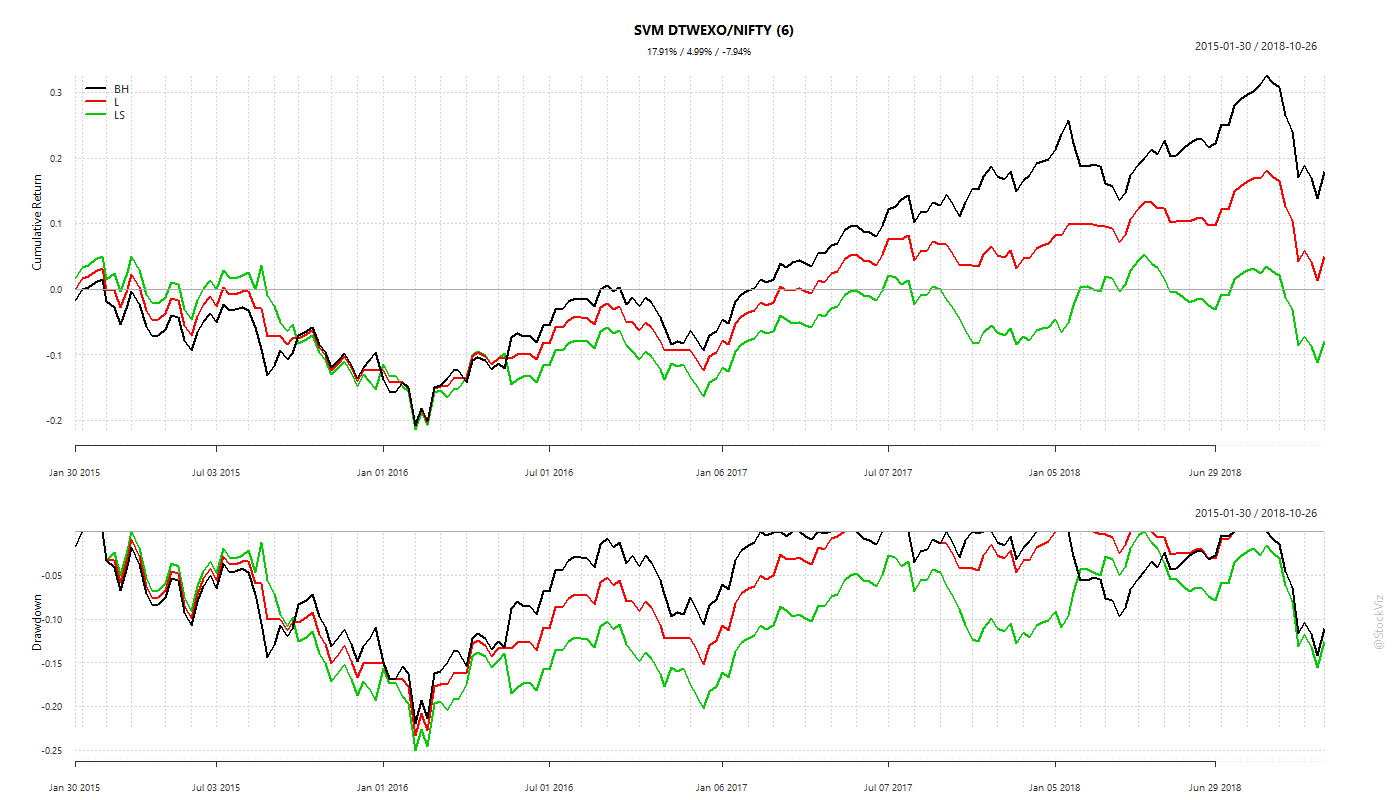 SVM DTWEXO/NIFTY (6)
17.91% / 4.99% / -7.94%
2015-01-30 / 2018-10-26
BH
L
LS
Cumulative Return
0.3
0.2
0.1
0.0
-0.1
-0.2
Jan 30 2015 Jul 03 2015 Jan 01 2016 Jul 01 2016 Jan 06 2017 Jul 07 2017 Jan 05 2018 Jun 29 2018
2015-01-30 / 2018-10-26
Drawdown
-0.05
-0.10
-0.15
-0.20
-0.25
Jan 30 2015 Jul 03 2015 Jan 01 2016 Jul 01 2016 Jan 06 2017 Jul 07 2017 Jan 05 2018 Jun 29 2018
@StockViz